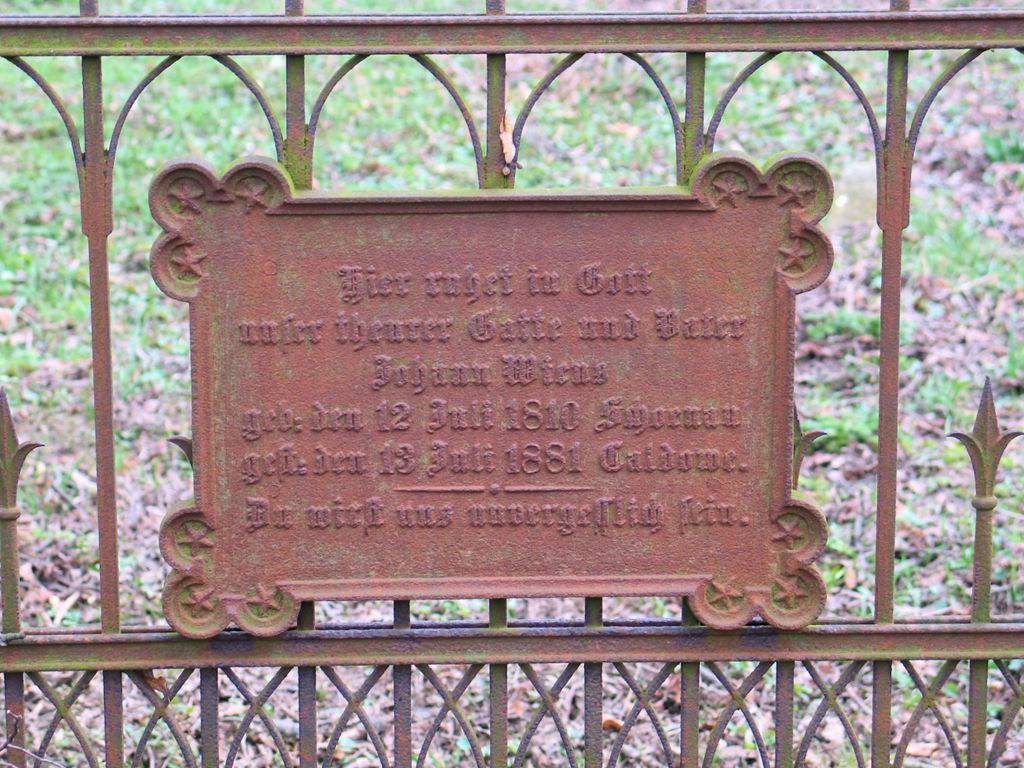 Hier ruhet in Gott
unser theurer Gatte und Vater
Johann Wiens
geb: den 12 Juli 1810 Schoenau
gest: den 13 Juli 1881 Caldowe.
Du wirst uns unvergesslich sein.